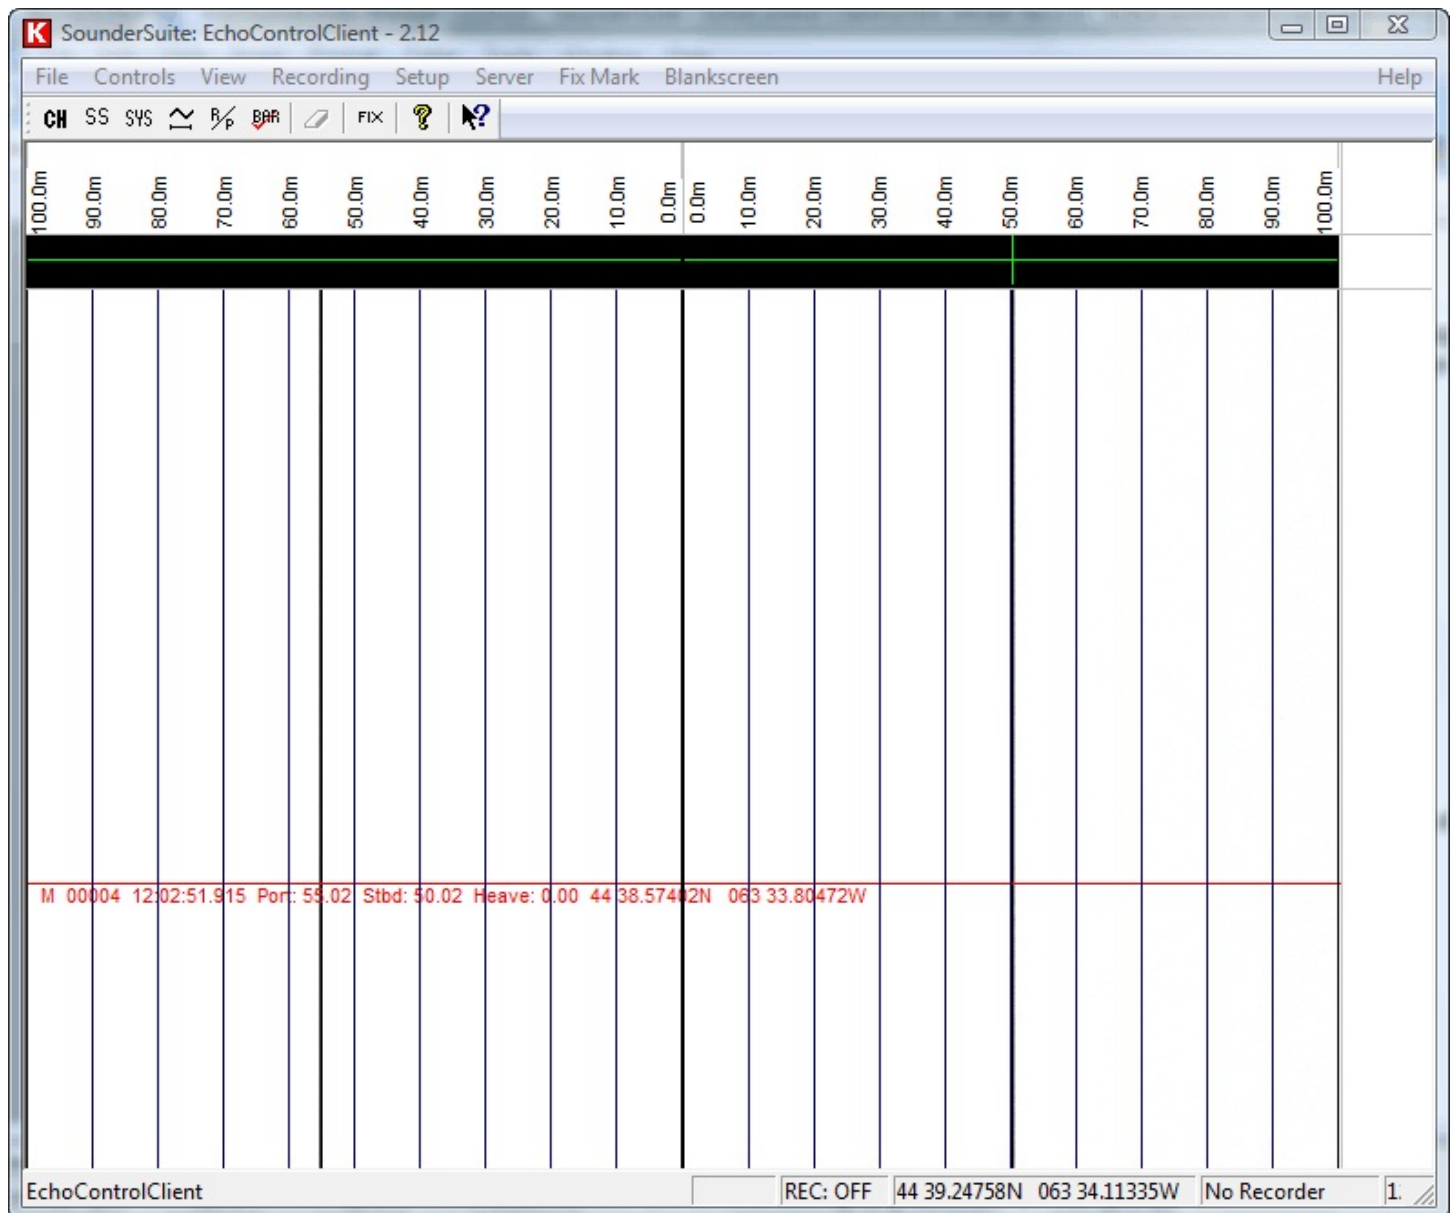 K SounderSuite: EchoControlClient - 2.12
File Controls View Recording Setup Server Fix Mark Blankscreen Help
CH SS SYS R/P BAR FIX ? ?
100.0m 90.0m 80.0m 70.0m 60.0m 50.0m 40.0m 30.0m 20.0m 10.0m 0.0m 0.0m 10.0m 20.0m 30.0m 40.0m 50.0m 60.0m 70.0m 80.0m 90.0m 100.0m
M 00004 12:02:51.915 Port: 55.02 Stbd: 50.02 Heave: 0.00 44 38.57402N 063 33.80472W
EchoControlClient REC: OFF 44 39.24758N 063 34.11335W No Recorder